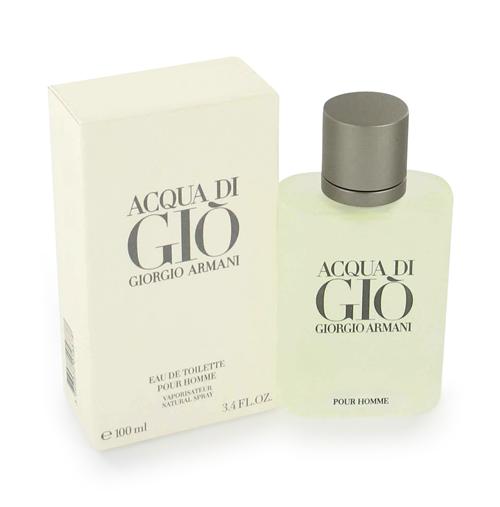 ACQUA DI
GIÒ
GIORGIO ARMANI
EAU DE TOILETTE
POUR HOMME
VAPORISATEUR
NATURAL SPRAY
℮ 100 ml 3.4 FL.OZ.
ACQUA DI
GIÒ
GIORGIO ARMANI
POUR HOMME